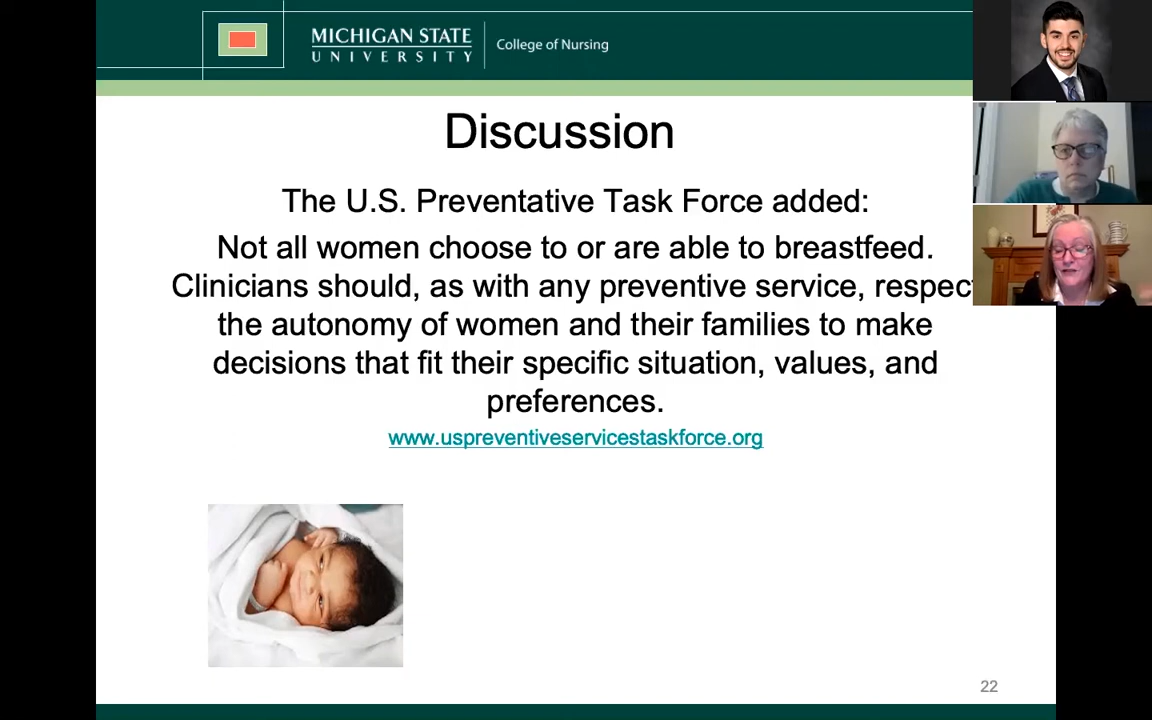 MICHIGAN STATE
UNIVERSITY
College of Nursing
Discussion
The U.S. Preventative Task Force added:
Not all women choose to or are able to breastfeed.
Clinicians should, as with any preventive service, respect
the autonomy of women and their families to make
decisions that fit their specific situation, values, and
preferences.
www.uspreventiveservicestaskforce.org
22